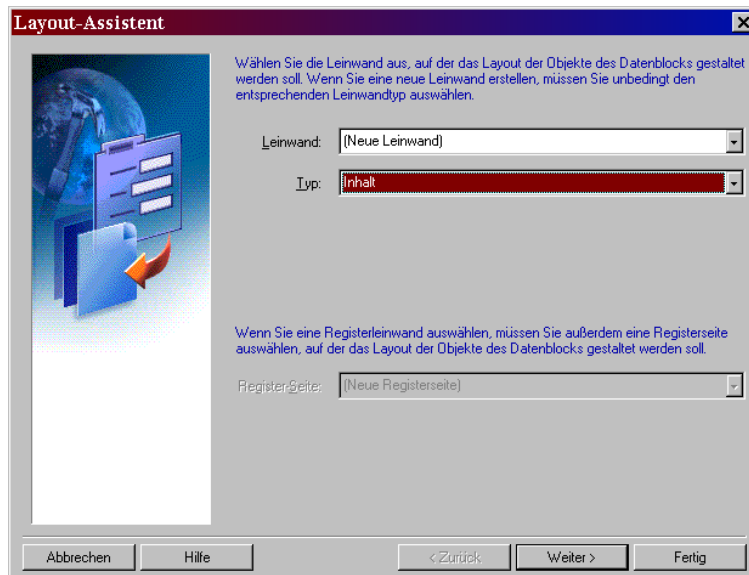 Layout-Assistent
Wählen Sie die Leinwand aus, auf der das Layout der Objekte des Datenblocks gestaltet
werden soll. Wenn Sie eine neue Leinwand erstellen, müssen Sie unbedingt den
entsprechenden Leinwandtyp auswählen.
Leinwand: (Neue Leinwand)
Typ: Inhalt
Wenn Sie eine Registerleinwand auswählen, müssen Sie außerdem eine Registerseite
auswählen, auf der das Layout der Objekte des Datenblocks gestaltet werden soll.
Register-Seite: (Neue Registerseite)
Abbrechen Hilfe < Zurück Weiter > Fertig